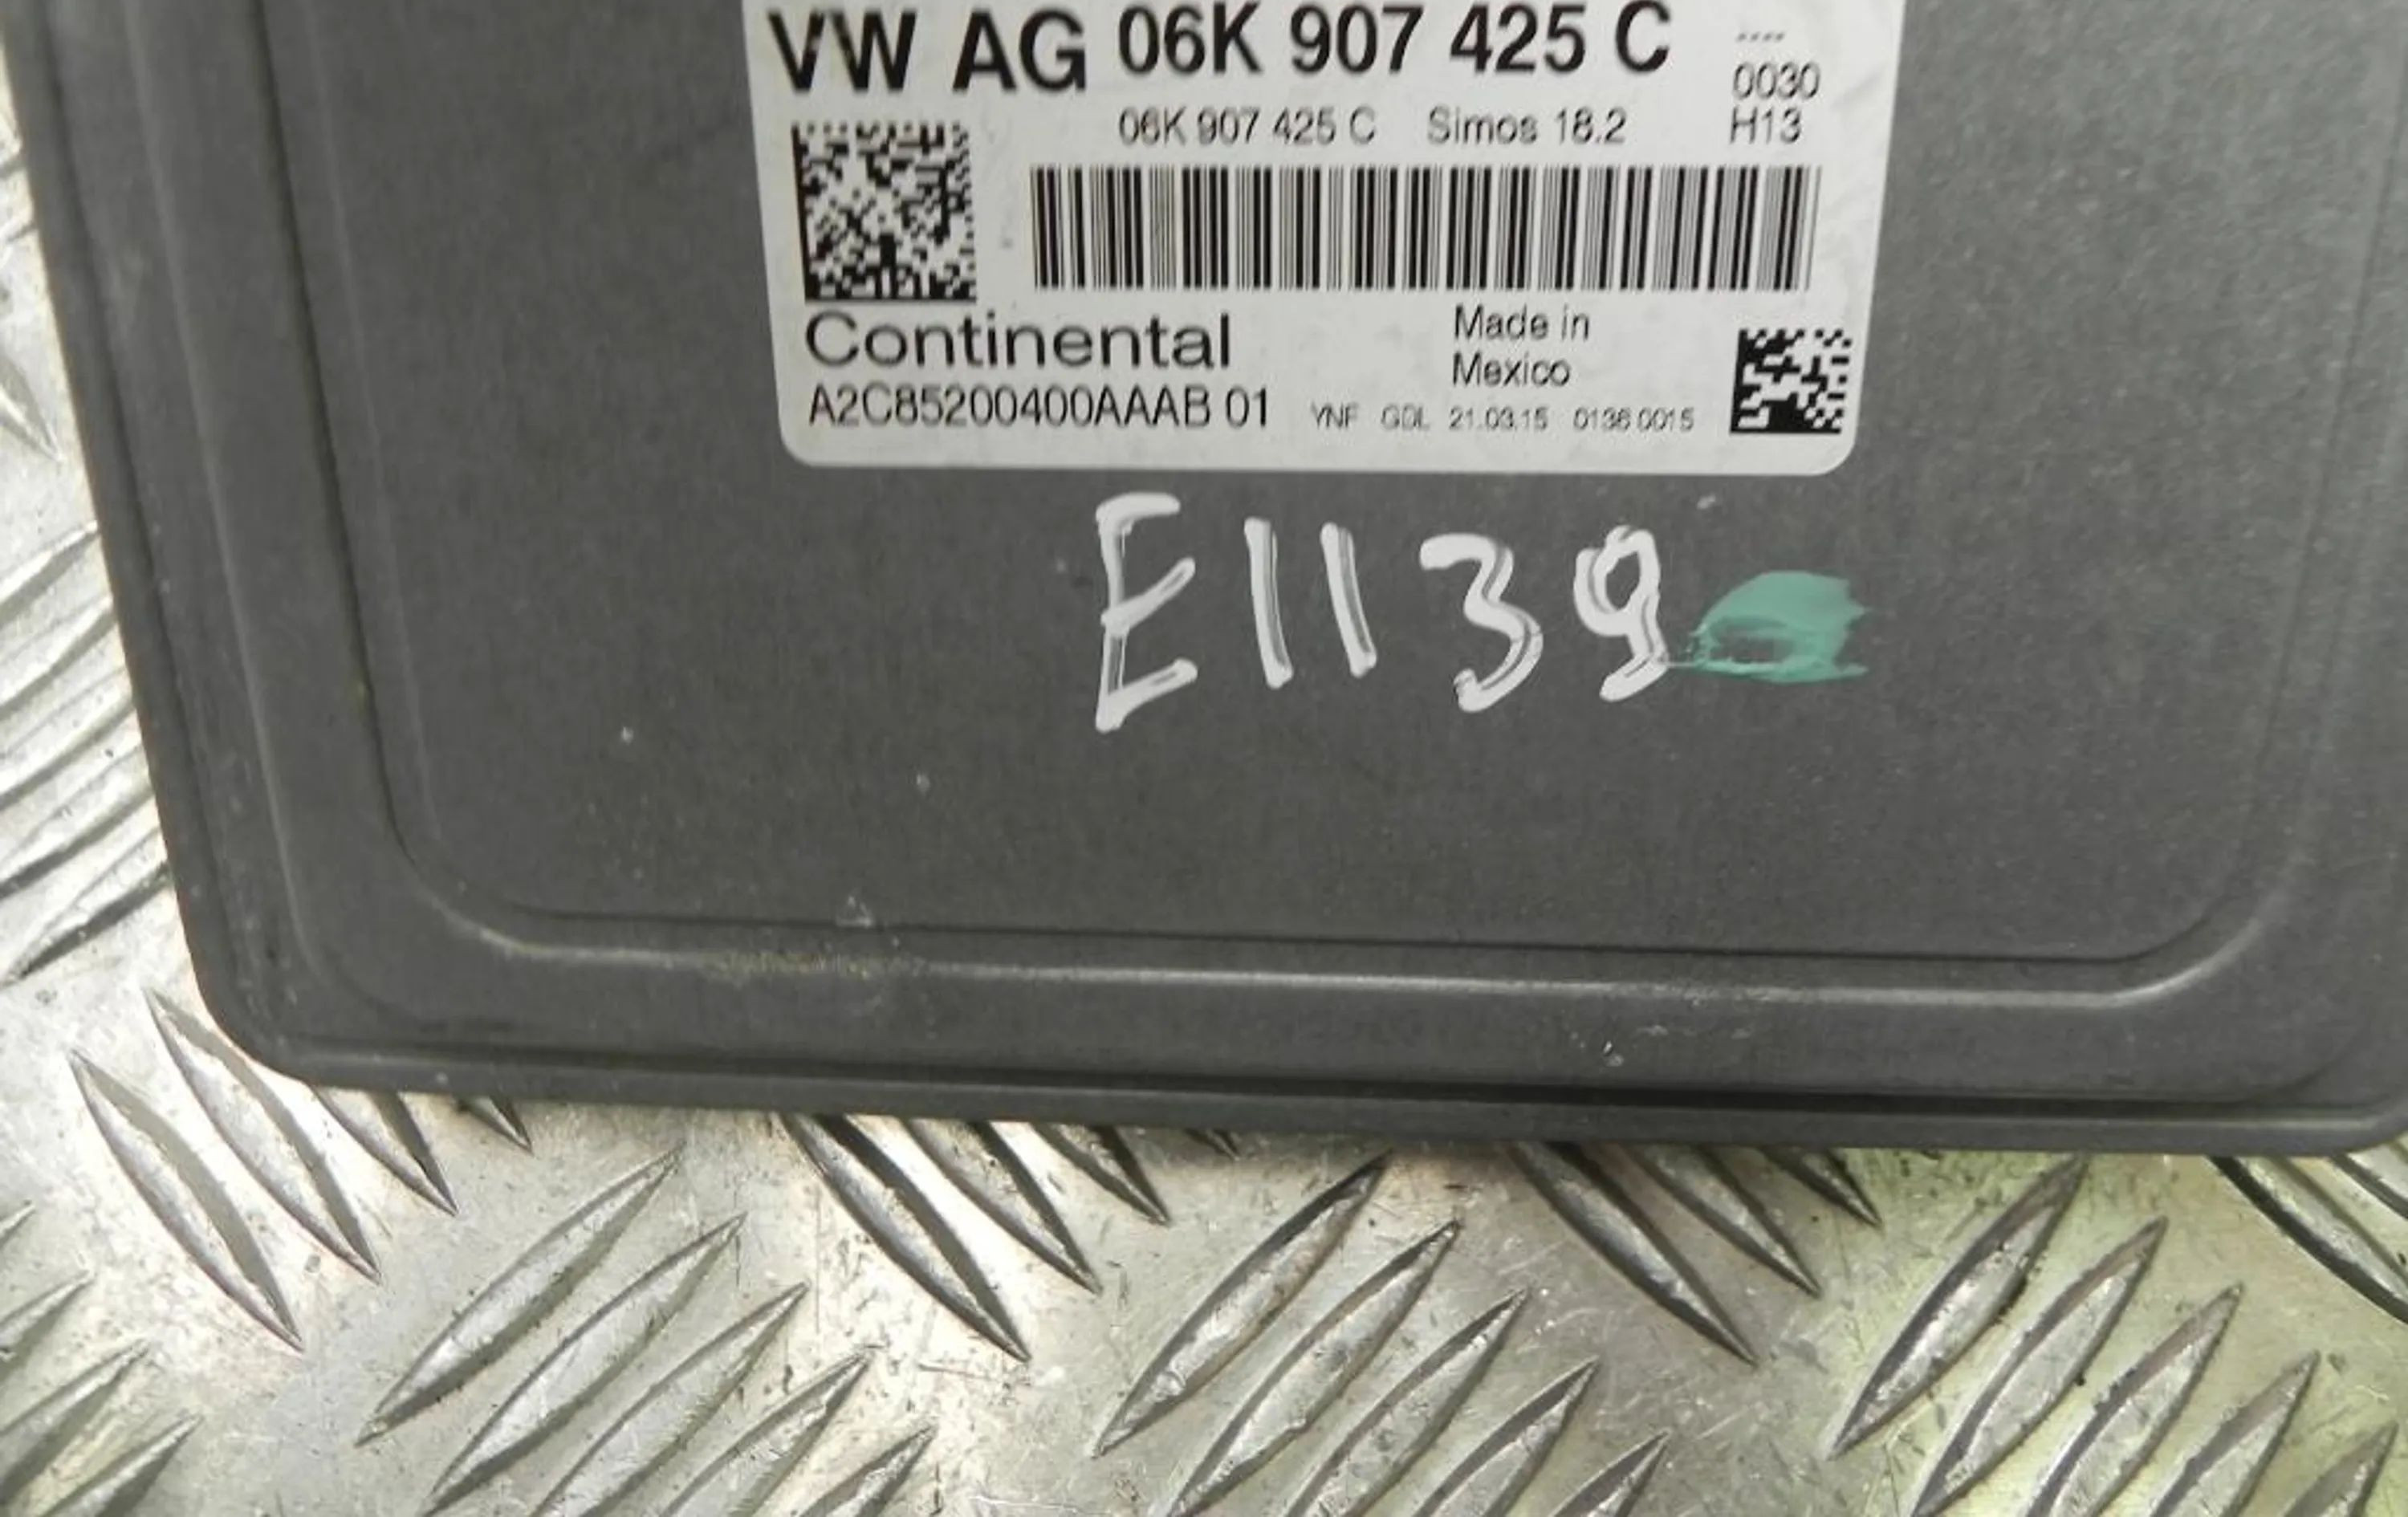 VW AG 06K 907 425 C
----
0030
06K 907 425 C Simos 18.2 H13
Continental
Made in
Mexico
A2C85200400AAAB 01 YNF GDL 21.03.15 0136 0015
E1139